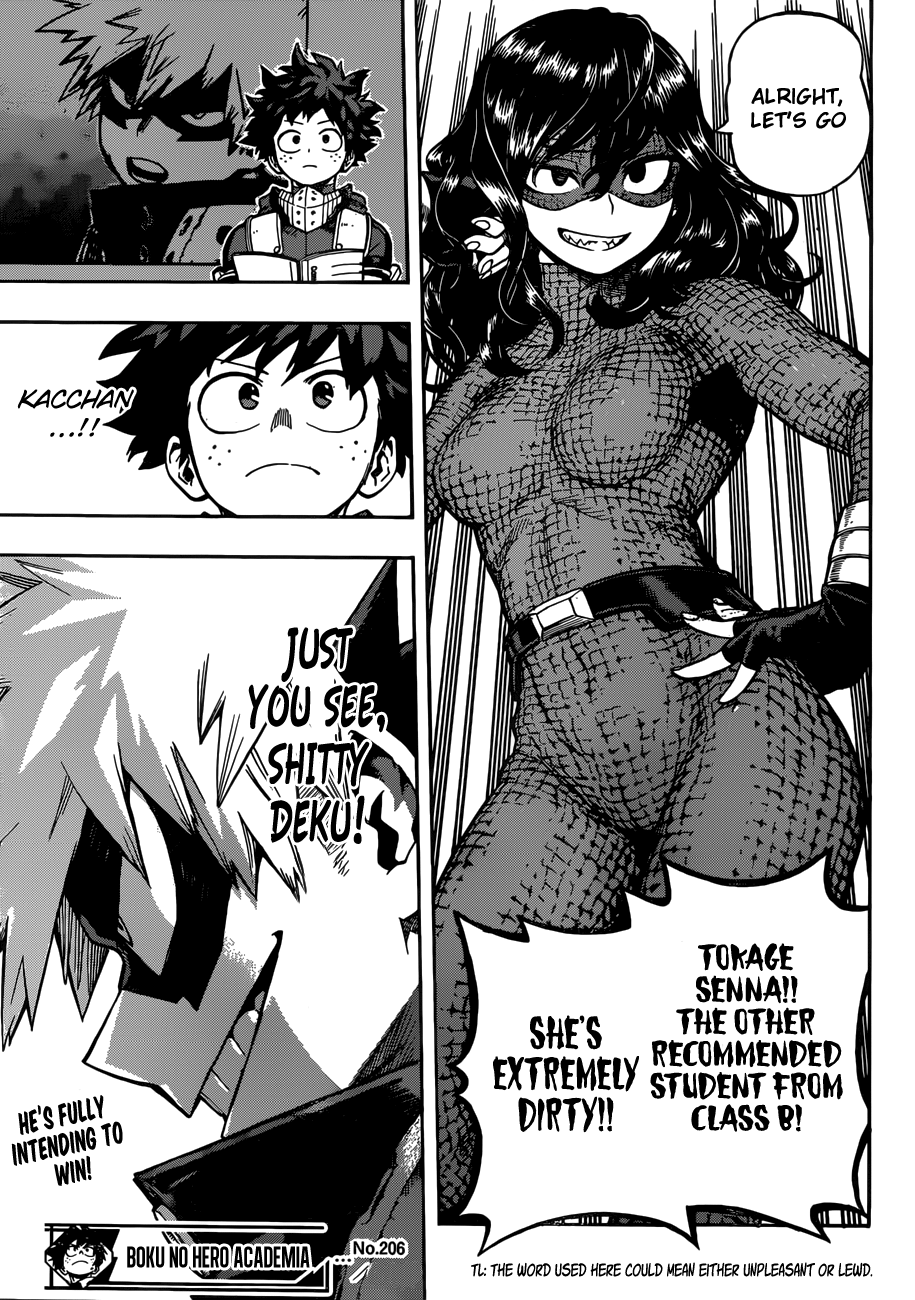 ALRIGHT,
LET'S GO
TOKAGE
SENNA!!
THE OTHER
RECOMMENDED
STUDENT FROM
CLASS B!
SHE'S
EXTREMELY
DIRTY!!
TL: THE WORD USED HERE COULD MEAN EITHER UNPLEASANT OR LEWD.
KACCHAN
...!!
JUST
YOU SEE,
SHITTY
DEKU!
HE'S FULLY
INTENDING TO
WIN!
BOKU NO HERO ACADEMIA ... No.206